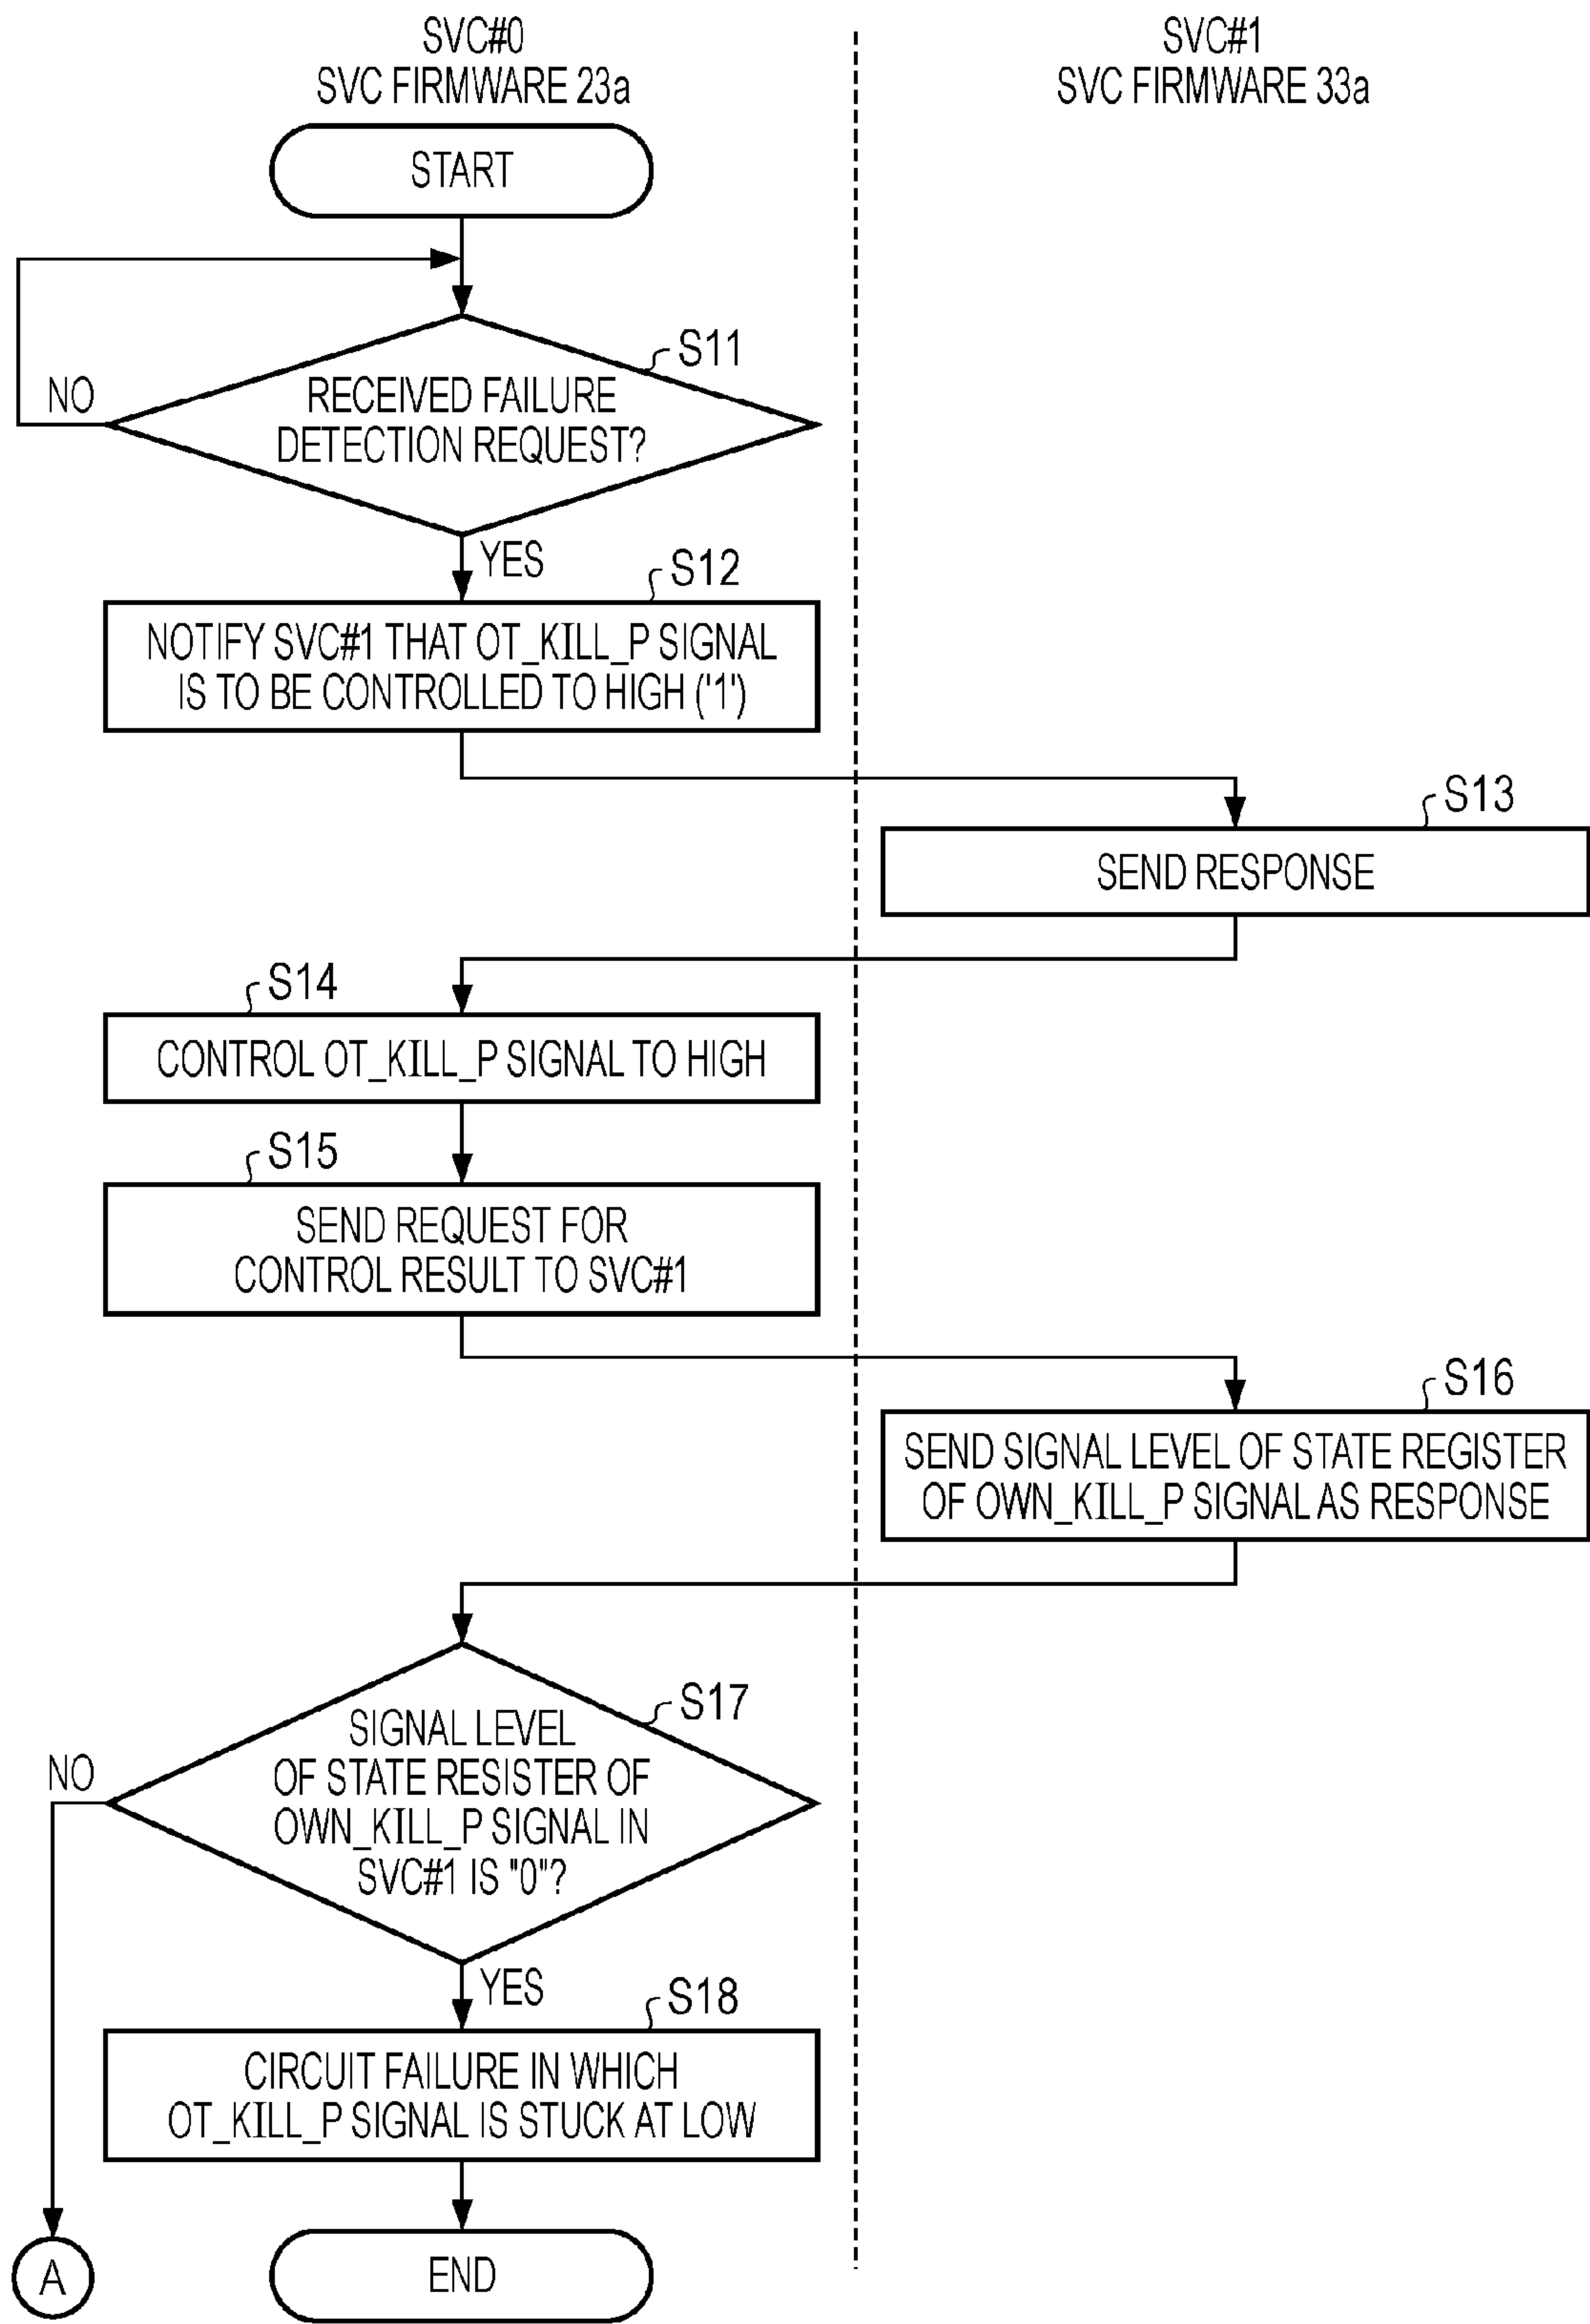 SVC#0
SVC FIRMWARE 23a
SVC#1
SVC FIRMWARE 33a
START
S11
NO
RECEIVED FAILURE
DETECTION REQUEST?
YES
S12
NOTIFY SVC#1 THAT OT_KILL_P SIGNAL
IS TO BE CONTROLLED TO HIGH ('1')
S13
SEND RESPONSE
S14
CONTROL OT_KILL_P SIGNAL TO HIGH
S15
SEND REQUEST FOR
CONTROL RESULT TO SVC#1
S16
SEND SIGNAL LEVEL OF STATE REGISTER
OF OWN_KILL_P SIGNAL AS RESPONSE
S17
NO
SIGNAL LEVEL
OF STATE RESISTER OF
OWN_KILL_P SIGNAL IN
SVC#1 IS "0"?
YES
S18
CIRCUIT FAILURE IN WHICH
OT_KILL_P SIGNAL IS STUCK AT LOW
A
END